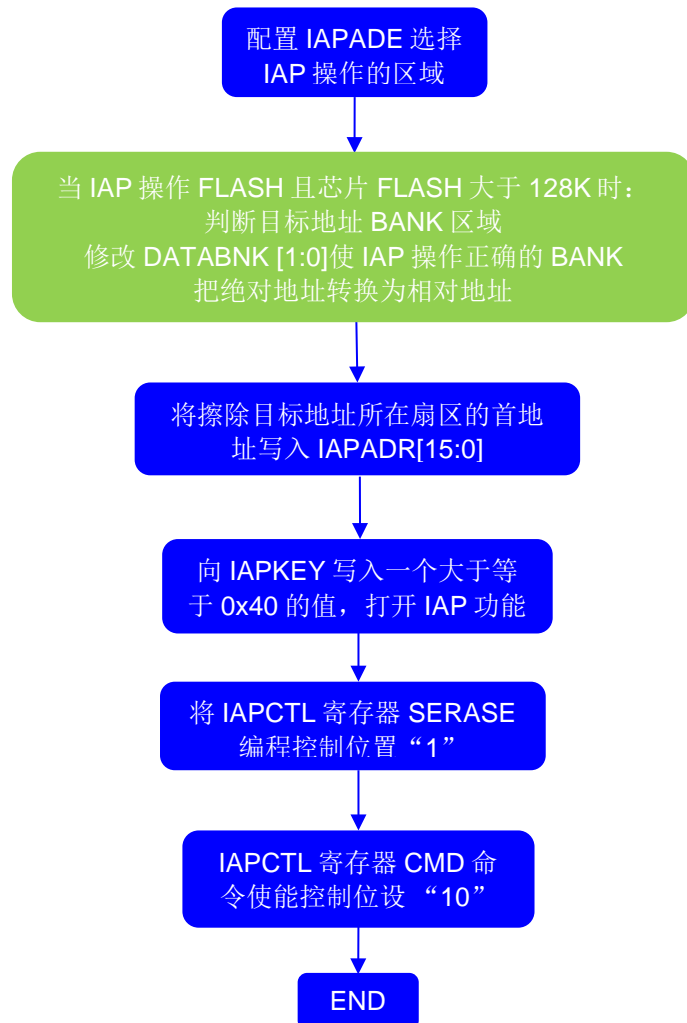 配置 IAPADE 选择
IAP 操作的区域
当 IAP 操作 FLASH 且芯片 FLASH 大于 128K 时：
判断目标地址 BANK 区域
修改 DATABNK [1:0]使 IAP 操作正确的 BANK
把绝对地址转换为相对地址
将擦除目标地址所在扇区的首地
址写入 IAPADR[15:0]
向 IAPKEY 写入一个大于等
于 0x40 的值，打开 IAP 功能
将 IAPCTL 寄存器 SERASE
编程控制位置“1”
IAPCTL 寄存器 CMD 命
令使能控制位设 “10”
END